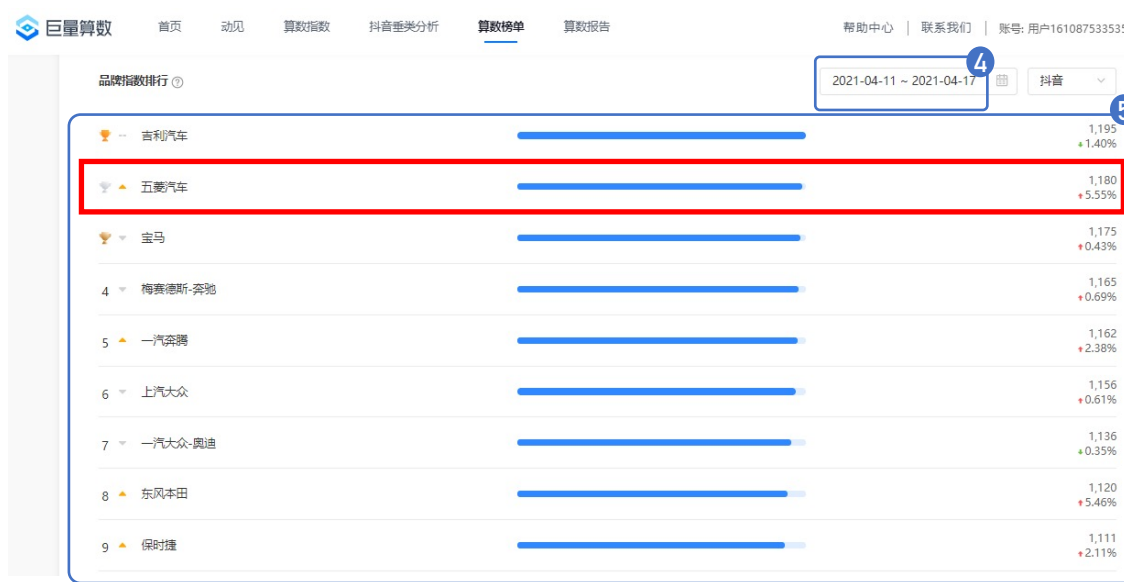 巨量算数 首页 动见 算数指数 抖音垂类分析 算数榜单 算数报告 帮助中心 | 联系我们 | 账号: 用户161087533535
4
品牌指数排行 ? 2021-04-11 ~ 2021-04-17 抖音
5
-- 吉利汽车 1,195
1.40%
五菱汽车 1,180
5.55%
宝马 1,175
0.43%
4 梅赛德斯-奔驰 1,165
0.69%
5 一汽奔腾 1,162
2.38%
6 上汽大众 1,156
0.61%
7 一汽大众-奥迪 1,136
0.35%
8 东风本田 1,120
5.46%
9 保时捷 1,111
2.11%